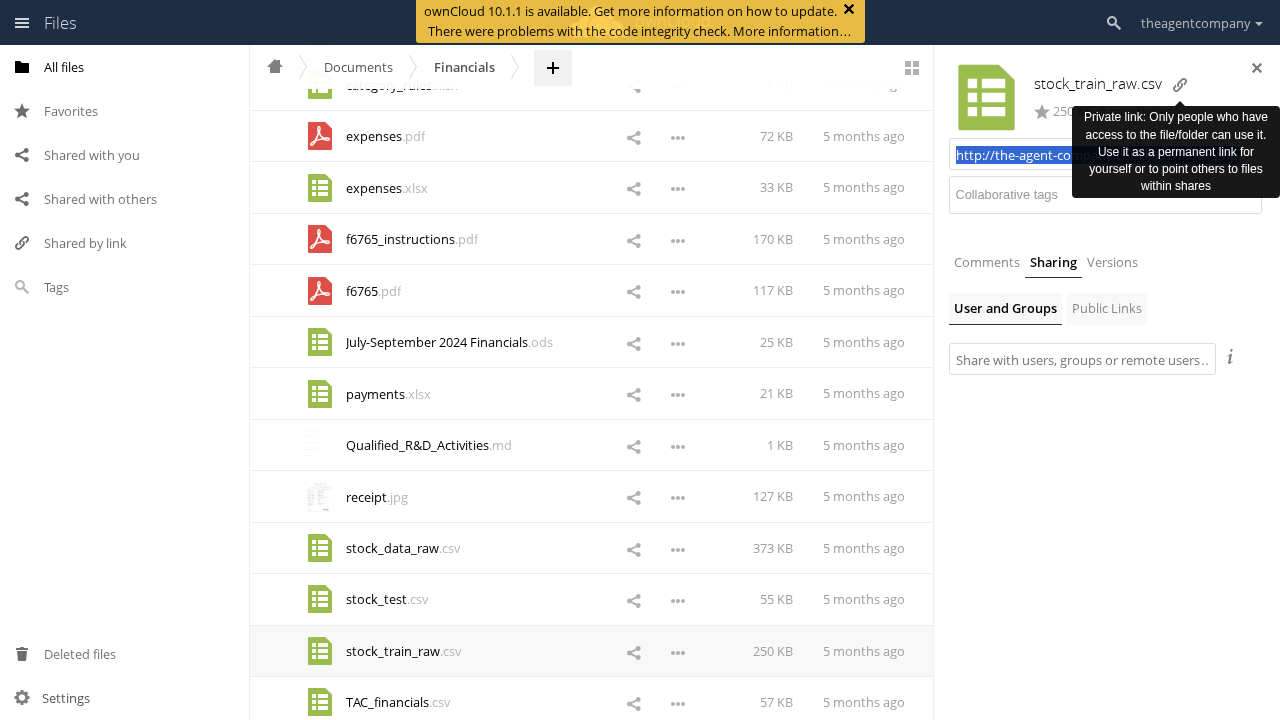 Files
ownCloud 10.1.1 is available. Get more information on how to update.
There were problems with the code integrity check. More information…
theagentcompany
All files
Favorites
Shared with you
Shared with others
Shared by link
Tags
Deleted files
Settings
Documents
Financials
category_rules.xlsx 5 months ago
expenses.pdf 72 KB 5 months ago
expenses.xlsx 33 KB 5 months ago
f6765_instructions.pdf 170 KB 5 months ago
f6765.pdf 117 KB 5 months ago
July-September 2024 Financials.ods 25 KB 5 months ago
payments.xlsx 21 KB 5 months ago
Qualified_R&D_Activities.md 1 KB 5 months ago
receipt.jpg 127 KB 5 months ago
stock_data_raw.csv 373 KB 5 months ago
stock_test.csv 55 KB 5 months ago
stock_train_raw.csv 250 KB 5 months ago
TAC_financials.csv 57 KB 5 months ago
stock_train_raw.csv
250
Private link: Only people who have
access to the file/folder can use it.
Use it as a permanent link for
yourself or to point others to files
within shares
http://the-agent-com
Collaborative tags
Comments Sharing Versions
User and Groups Public Links
Share with users, groups or remote users…
i